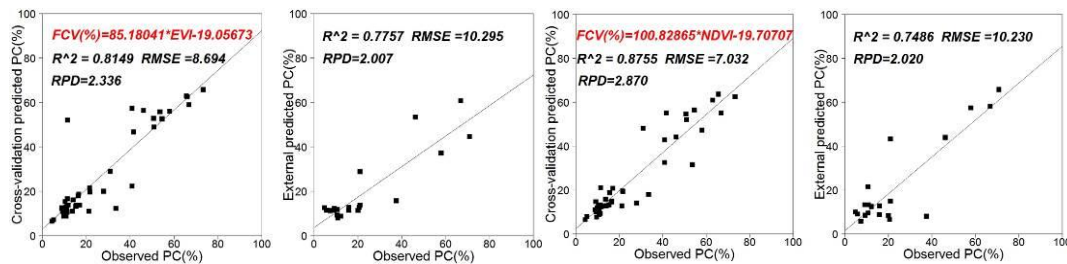 FCV(%)=85.18041*EVI-19.05673
R^2 = 0.8149 RMSE =8.694
RPD=2.336
Cross-validation predicted PC(%)
100
80
60
40
20
0
0 20 40 60 80 100
Observed PC(%)
R^2 = 0.7757 RMSE =10.295
RPD=2.007
External predicted PC(%)
100
80
60
40
20
0
0 20 40 60 80 100
Observed PC(%)
FCV(%)=100.82865*NDVI-19.70707
R^2 = 0.8755 RMSE =7.032
RPD=2.870
Cross-validation predicted PC(%)
100
80
60
40
20
0
0 20 40 60 80 100
Observed PC(%)
R^2 = 0.7486 RMSE =10.230
RPD=2.020
External predicted PC(%)
100
80
60
40
20
0
0 20 40 60 80 100
Observed PC(%)